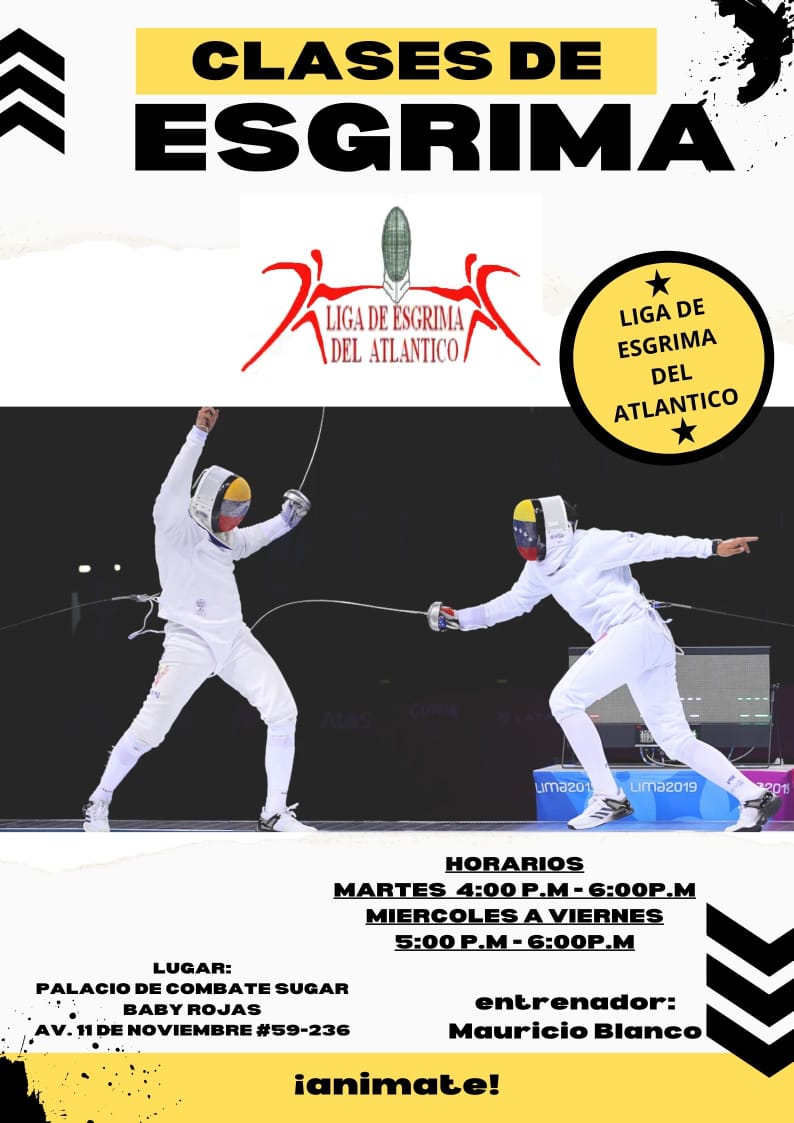 CLASES DE
ESGRIMA
LIGA DE ESGRIMA
DEL ATLANTICO
LIGA DE
ESGRIMA
DEL
ATLANTICO
LIMA2019
LIMA2019
2019
HORARIOS
MARTES 4:00 P.M - 6:00P.M
MIERCOLES A VIERNES
5:00 P.M - 6:00P.M
LUGAR:
PALACIO DE COMBATE SUGAR
BABY ROJAS
AV. 11 DE NOVIEMBRE #59-236
entrenador:
Mauricio Blanco
¡animate!